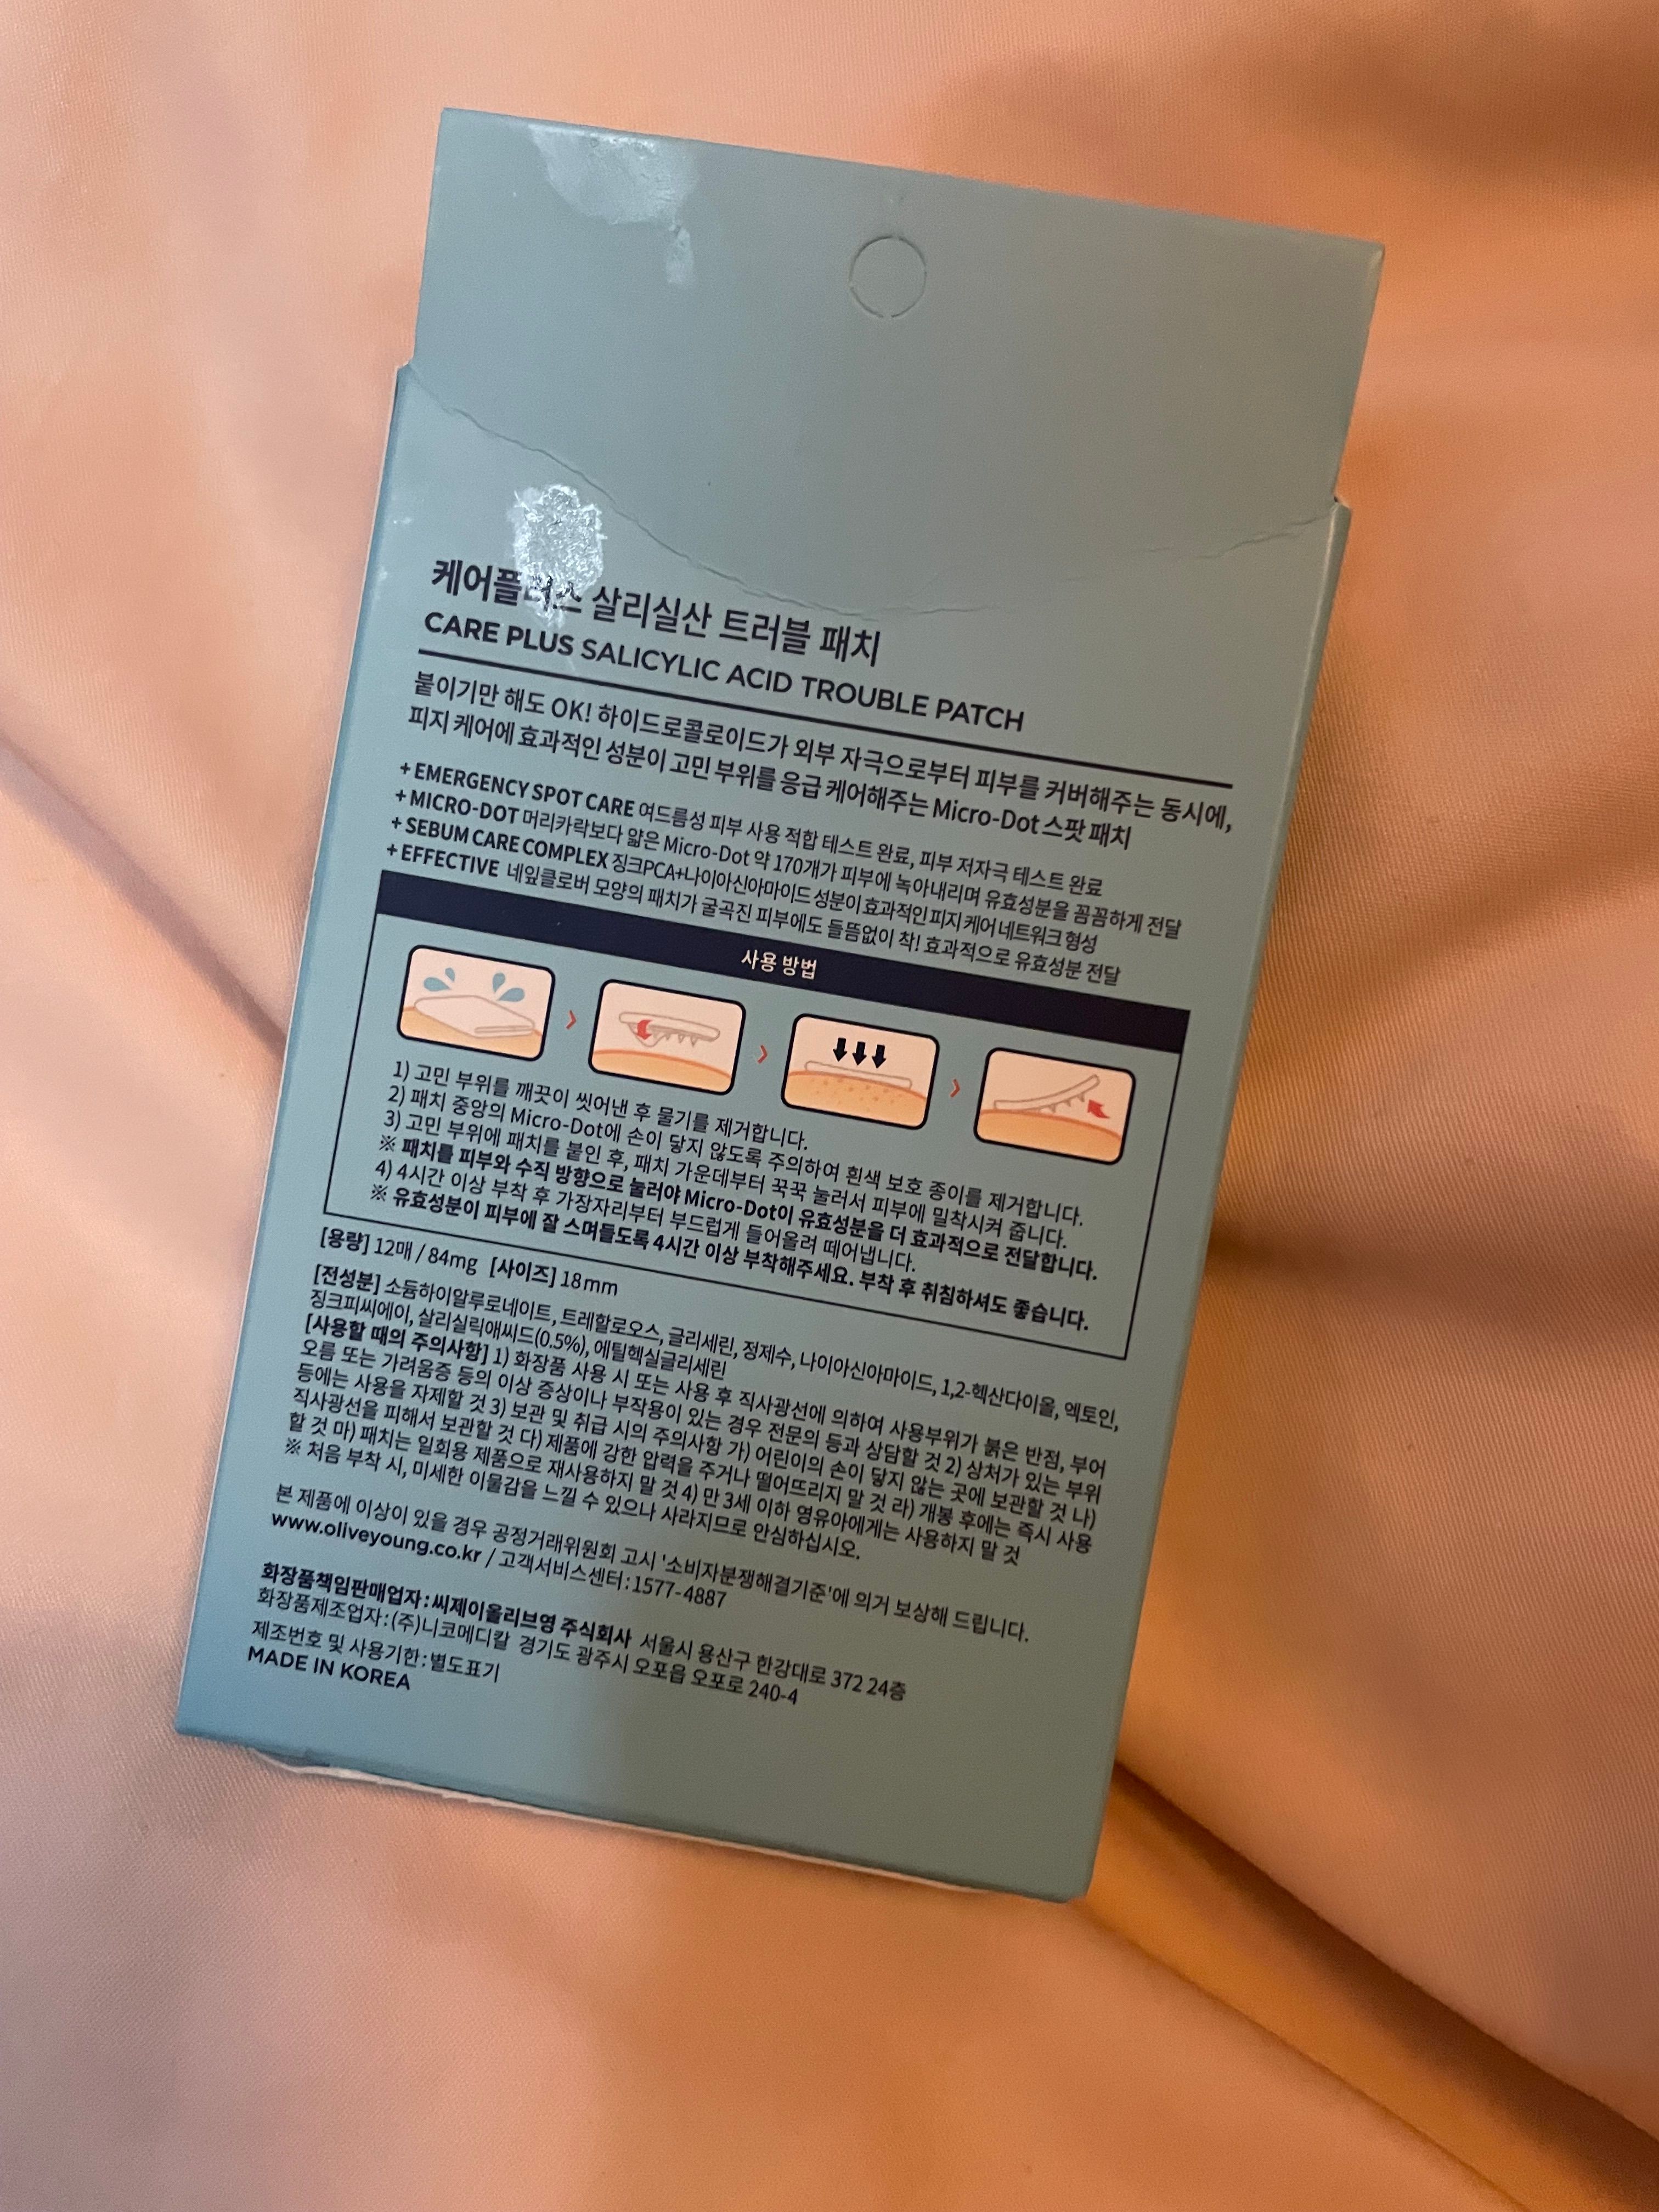 케어플러스 살리실산 트러블 패치
CARE PLUS SALICYLIC ACID TROUBLE PATCH
붙이기만 해도 OK! 하이드로콜로이드가 외부 자극으로부터 피부를 커버해주는 동시에,
피지 케어에 효과적인 성분이 고민 부위를 응급 케어해주는 Micro-Dot 스팟 패치
+ EMERGENCY SPOT CARE 여드름성 피부 사용 적합 테스트 완료, 피부 저자극 테스트 완료
+ MICRO-DOT 머리카락보다 얇은 Micro-Dot 약 170개가 피부에 녹아내리며 유효성분을 꼼꼼하게 전달
+ SEBUM CARE COMPLEX 징크PCA+나이아신아마이드 성분이 효과적인 피지 케어 네트워크 형성
+ EFFECTIVE 네잎클로버 모양의 패치가 굴곡진 피부에도 들뜸없이 착! 효과적으로 유효성분 전달
사용 방법
1) 고민 부위를 깨끗이 씻어낸 후 물기를 제거합니다.
2) 패치 중앙의 Micro-Dot에 손이 닿지 않도록 주의하여 흰색 보호 종이를 제거합니다.
3) 고민 부위에 패치를 붙인 후, 패치 가운데부터 꾹꾹 눌러서 피부에 밀착시켜 줍니다.
※ 패치를 피부와 수직 방향으로 눌러야 Micro-Dot이 유효성분을 더 효과적으로 전달합니다.
4) 4시간 이상 부착 후 가장자리부터 부드럽게 들어올려 떼어냅니다.
※ 유효성분이 피부에 잘 스며들도록 4시간 이상 부착해주세요. 부착 후 취침하셔도 좋습니다.
[용량] 12매 / 84mg [사이즈] 18mm
[전성분] 소듐하이알루로네이트, 트레할로오스, 글리세린, 정제수, 나이아신아마이드, 1,2-헥산다이올, 엑토인,
징크피씨에이, 살리실릭애씨드(0.5%), 에틸헥실글리세린
[사용할 때의 주의사항] 1) 화장품 사용 시 또는 사용 후 직사광선에 의하여 사용부위가 붉은 반점, 부어
오름 또는 가려움증 등의 이상 증상이나 부작용이 있는 경우 전문의 등과 상담할 것 2) 상처가 있는 부위
등에는 사용을 자제할 것 3) 보관 및 취급 시의 주의사항 가) 어린이의 손이 닿지 않는 곳에 보관할 것 나)
직사광선을 피해서 보관할 것 다) 제품에 강한 압력을 주거나 떨어뜨리지 말 것 라) 개봉 후에는 즉시 사용
할 것 마) 패치는 일회용 제품으로 재사용하지 말 것 4) 만 3세 이하 영유아에게는 사용하지 말 것
※ 처음 부착 시, 미세한 이물감을 느낄 수 있으나 사라지므로 안심하십시오.
본 제품에 이상이 있을 경우 공정거래위원회 고시 '소비자분쟁해결기준'에 의거 보상해 드립니다.
www.oliveyoung.co.kr / 고객서비스센터 : 1577-4887
화장품책임판매업자 : 씨제이올리브영 주식회사 서울시 용산구 한강대로 372 24층
화장품제조업자 : (주)니코메디칼 경기도 광주시 오포읍 오포로 240-4
제조번호 및 사용기한 : 별도표기
MADE IN KOREA